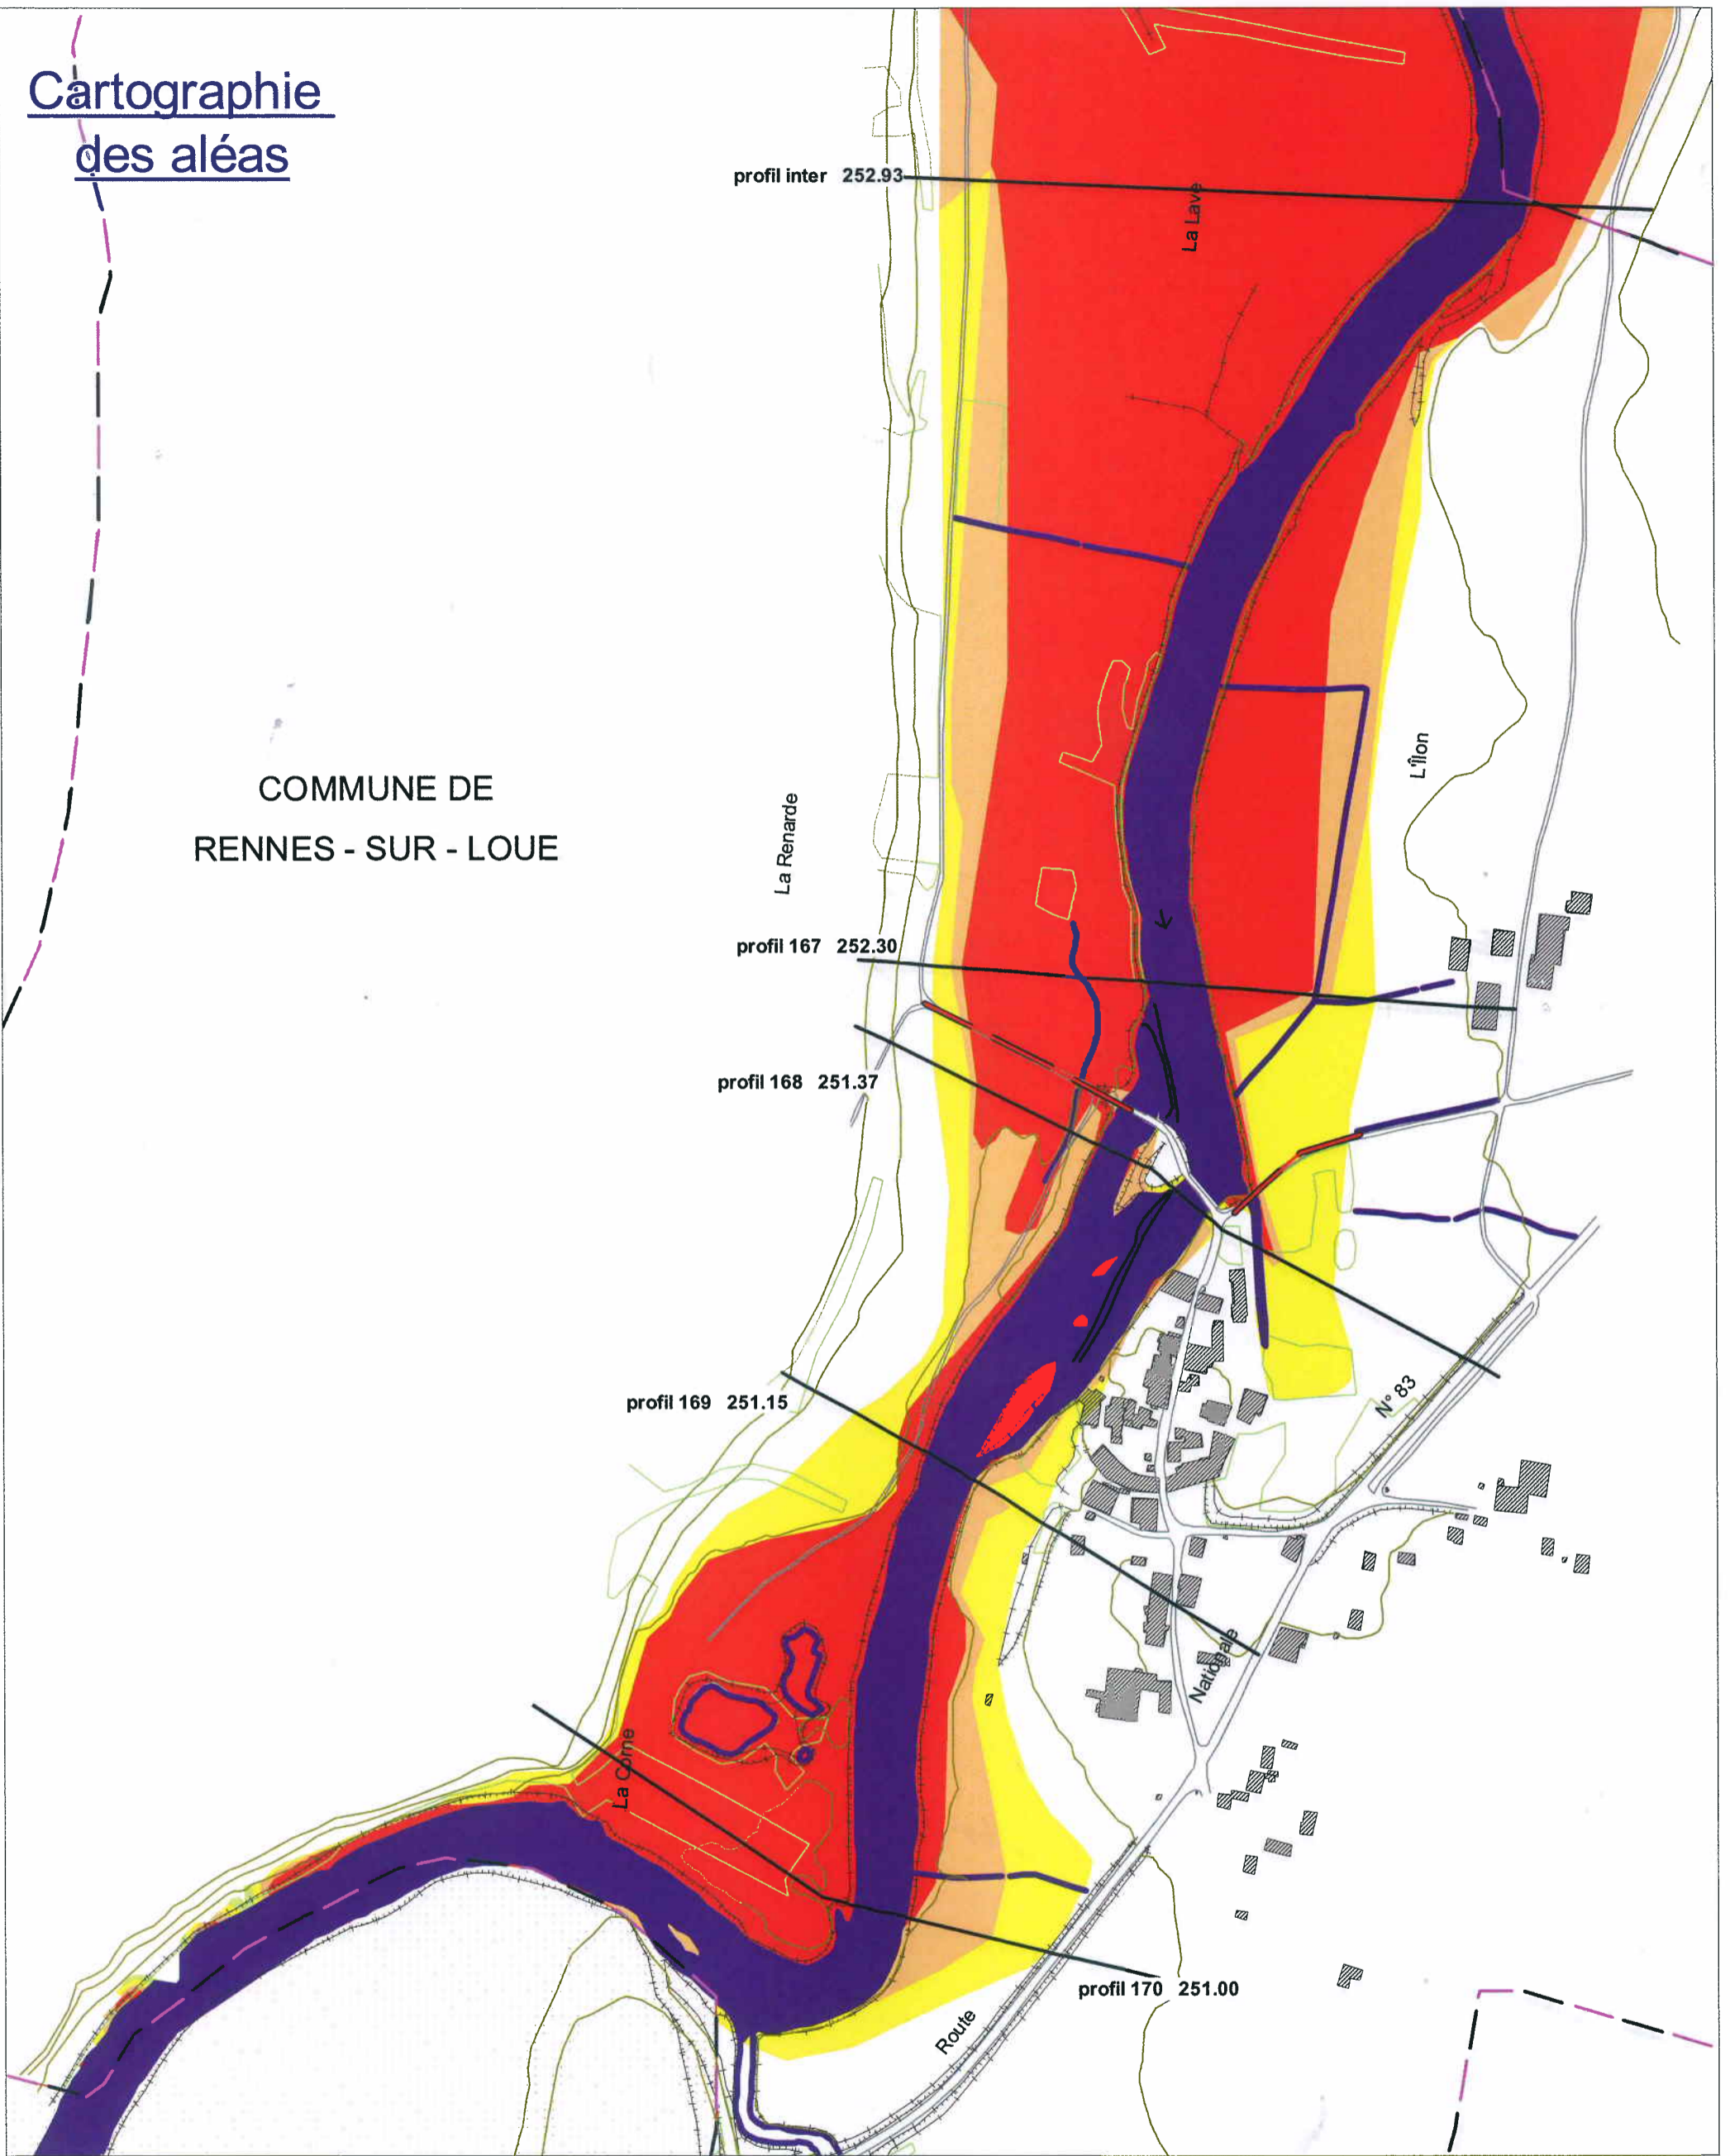 Cartographie
des aléas
profil inter 252.93
La Lave
COMMUNE DE
RENNES - SUR - LOUE
La Renarde
L'Îlon
profil 167 252.30
profil 168 251.37
profil 169 251.15
N° 83
Nationale
La Corne
profil 170 251.00
Route